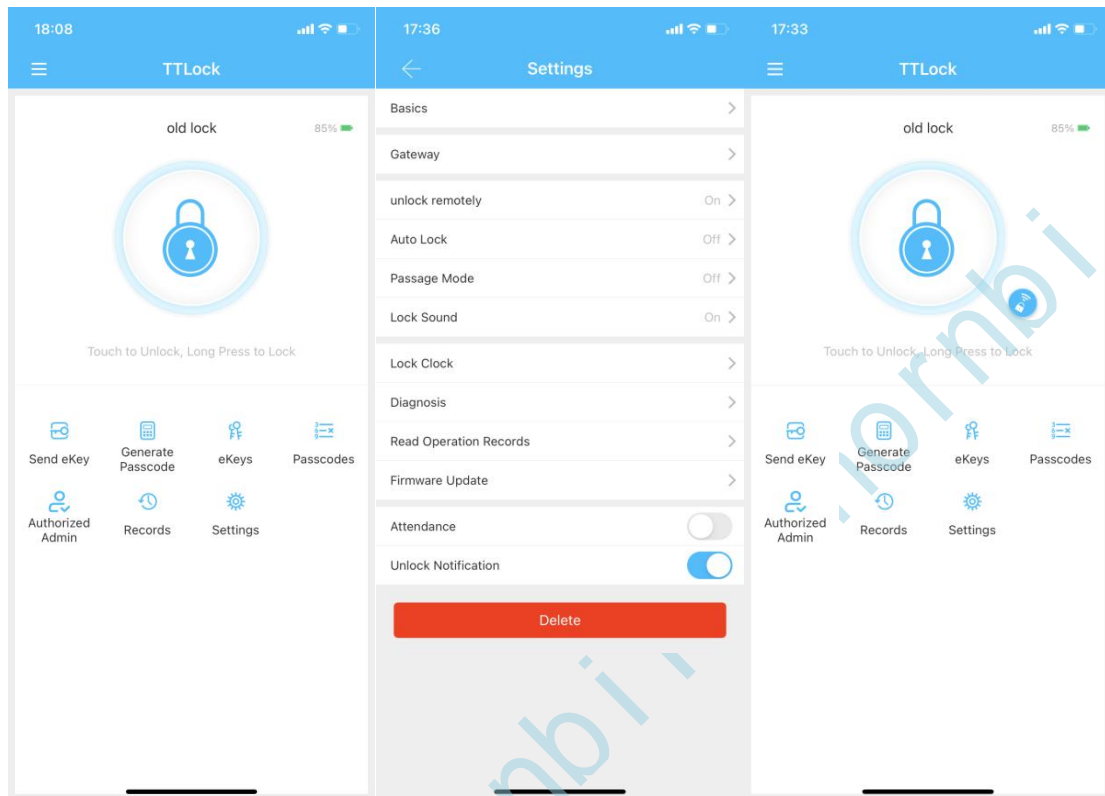 18:08
TTLock
old lock
85%
Touch to Unlock, Long Press to Lock
Send eKey
Generate
Passcode
eKeys
Passcodes
Authorized
Admin
Records
Settings
17:36
Settings
Basics
Gateway
unlock remotely On
Auto Lock Off
Passage Mode Off
Lock Sound On
Lock Clock
Diagnosis
Read Operation Records
Firmware Update
Attendance
Unlock Notification
Delete
17:33
TTLock
old lock
85%
Touch to Unlock, Long Press to Lock
Send eKey
Generate
Passcode
eKeys
Passcodes
Authorized
Admin
Records
Settings